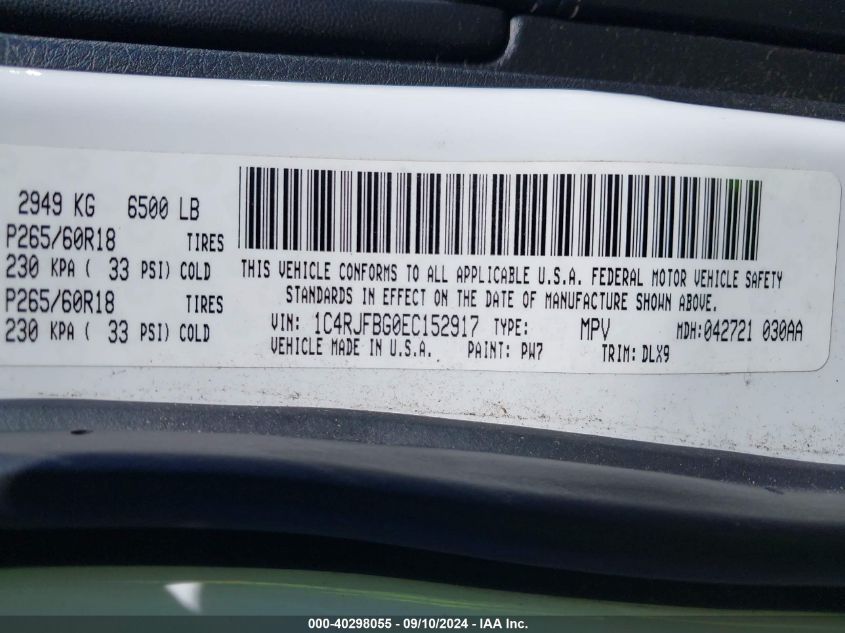 2949 KG 6500 LB
P265/60R18 TIRES
230 KPA ( 33 PSI) COLD
P265/60R18 TIRES
230 KPA ( 33 PSI) COLD
THIS VEHICLE CONFORMS TO ALL APPLICABLE U.S.A. FEDERAL MOTOR VEHICLE SAFETY
STANDARDS IN EFFECT ON THE DATE OF MANUFACTURE SHOWN ABOVE.
VIN: 1C4RJFBG0EC152917 TYPE: MPV MDH:042721 030AA
VEHICLE MADE IN U.S.A. PAINT: PW7 TRIM: DLX9
000-40298055 - 09/10/2024 - IAA Inc.